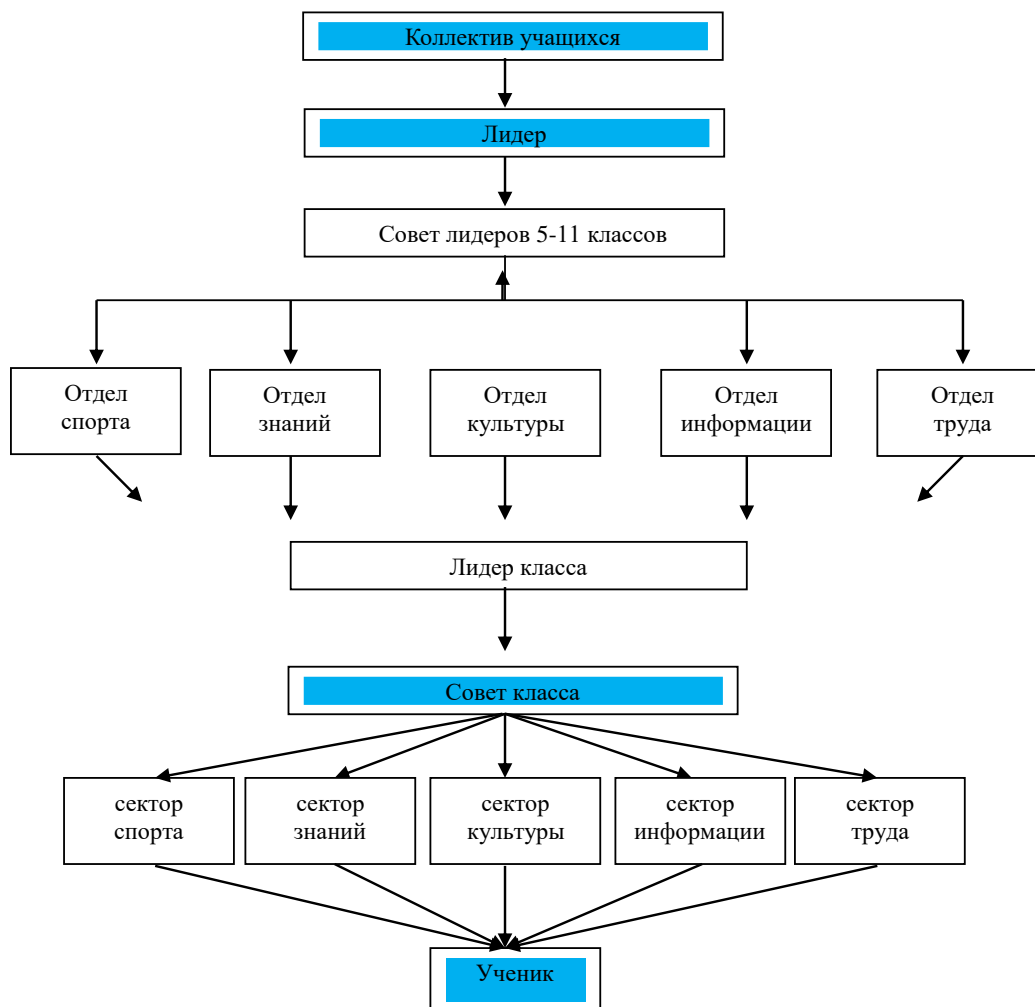 Коллектив учащихся
Лидер
Совет лидеров 5-11 классов
Отдел
спорта
Отдел
знаний
Отдел
культуры
Отдел
информации
Отдел
труда
Лидер класса
Совет класса
сектор
спорта
сектор
знаний
сектор
культуры
сектор
информации
сектор
труда
Ученик